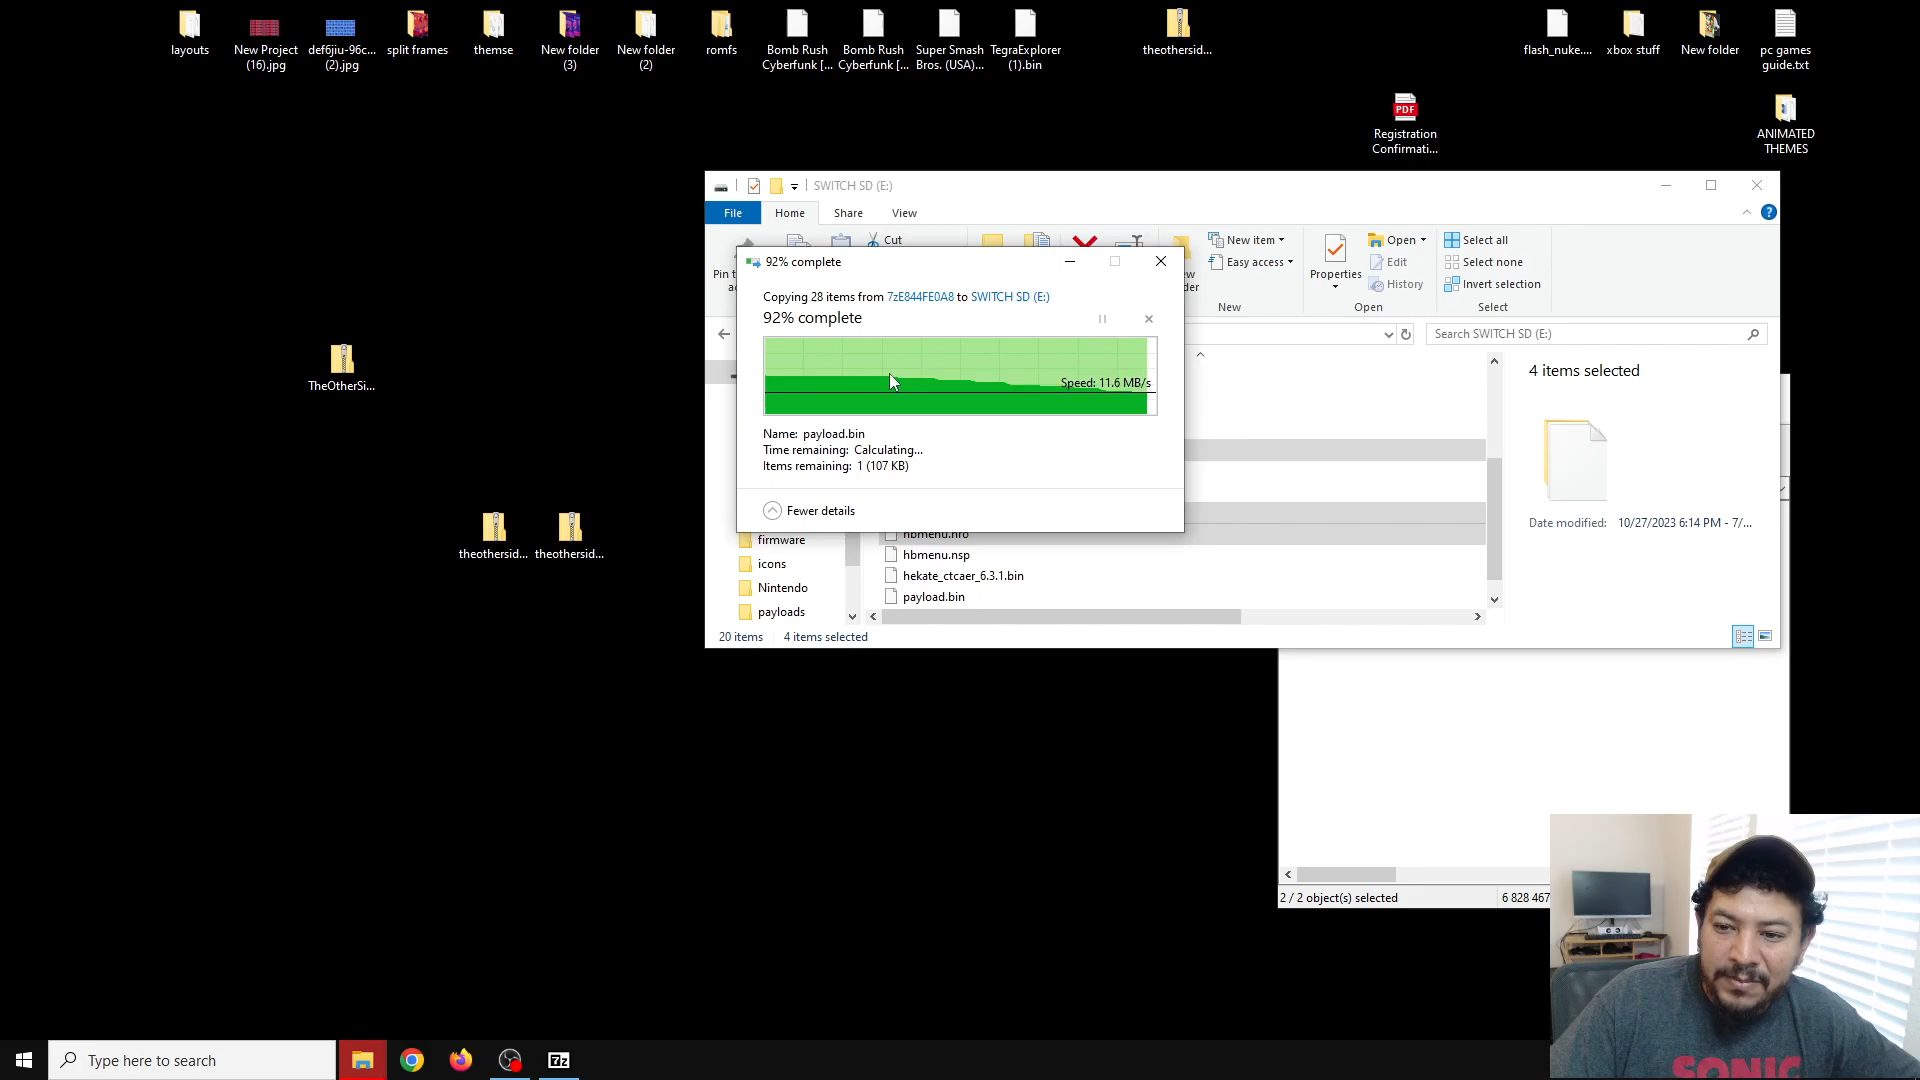 layouts
New Project
(16).jpg
def6jiu-96c...
(2).jpg
split frames
themse
New folder
(3)
New folder
(2)
romfs
Bomb Rush
Cyberfunk [...
Bomb Rush
Cyberfunk [...
Super Smash
Bros. (USA)...
TegraExplorer
(1).bin
theothersid...
flash_nuke....
xbox stuff
New folder
pc games
guide.txt
PDF
Registration
Confirmati...
ANIMATED
THEMES
SWITCH SD (E:)
File
Home
Share
View
Cut
New item
Open
Select all
Pin t
Easy access
Edit
Select none
Properties
History
Invert selection
New
Open
Select
92% complete
Copying 28 items from 7zE844FE0A8 to SWITCH SD (E:)
92% complete
Speed: 11.6 MB/s
Name: payload.bin
Time remaining: Calculating...
Items remaining: 1 (107 KB)
Fewer details
Search SWITCH SD (E:)
4 items selected
Date modified: 10/27/2023 6:14 PM - 7/...
TheOtherSi...
theothersid...
theothersid...
firmware
icons
Nintendo
payloads
hbmenu.nro
hbmenu.nsp
hekate_ctcaer_6.3.1.bin
payload.bin
20 items
4 items selected
2 / 2 object(s) selected
6 828 467
SONIC
Type here to search
7z